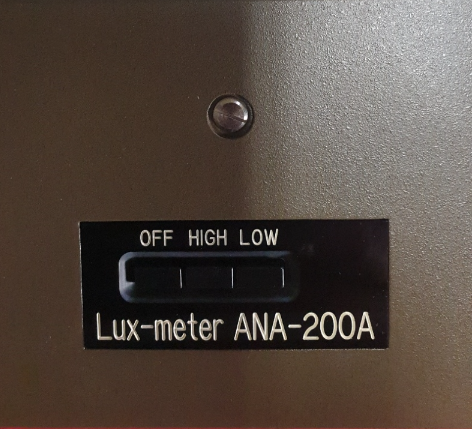 OFF HIGH LOW
Lux-meter ANA-200A